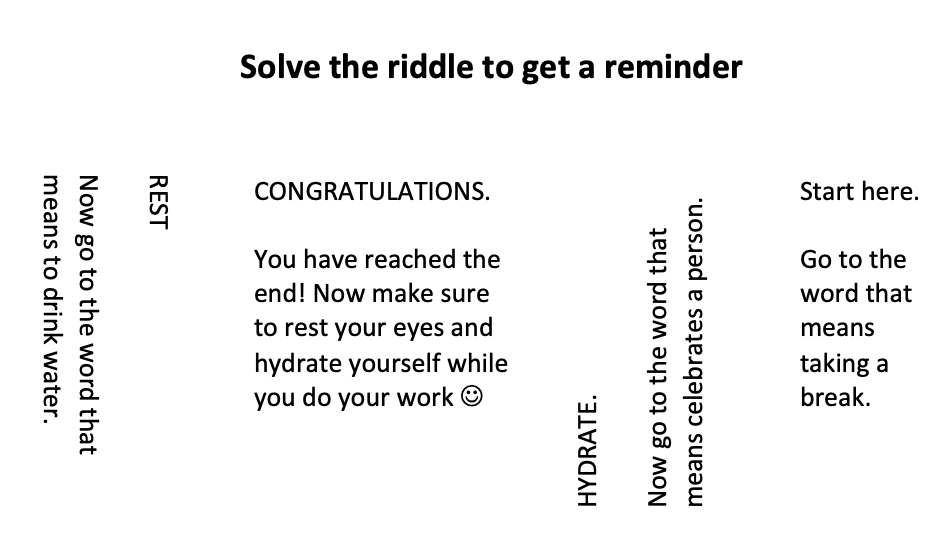 Solve the riddle to get a reminder
REST
Now go to the word that
means to drink water.
CONGRATULATIONS.
You have reached the
end! Now make sure
to rest your eyes and
hydrate yourself while
you do your work ☺
HYDRATE.
Now go to the word that
means celebrates a person.
Start here.
Go to the
word that
means
taking a
break.